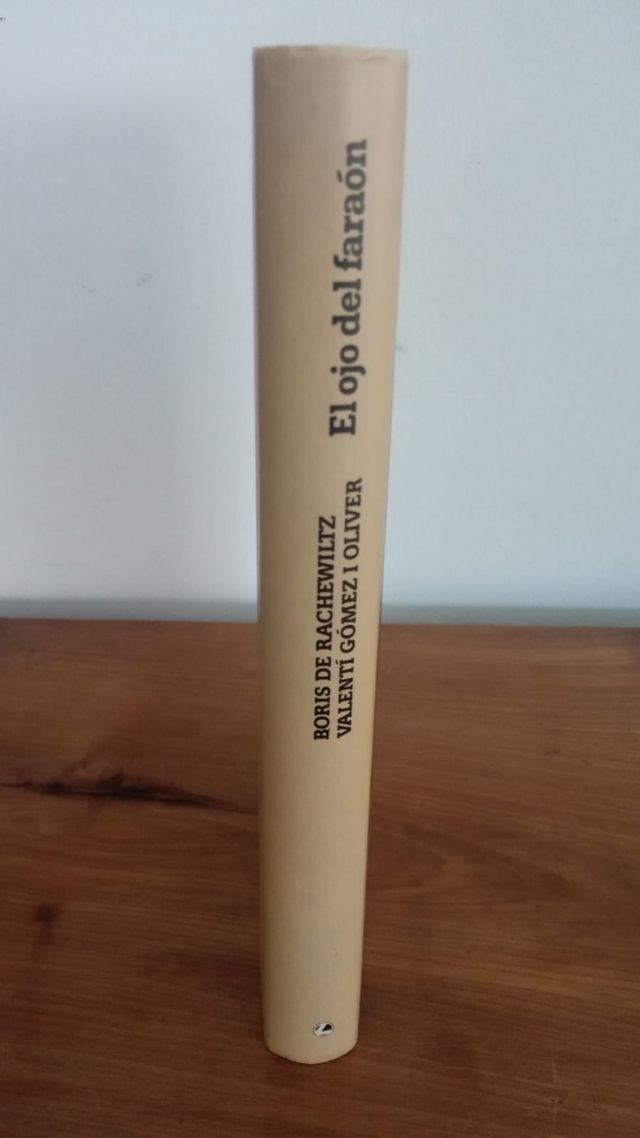 El ojo del faraón
BORIS DE RACHEWILTZ
VALENTÍ GÓMEZ I OLIVER